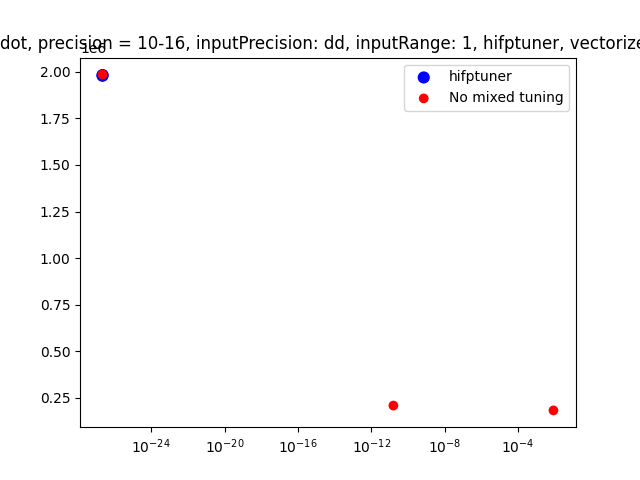 dot, precision = 10-16, inputPrecision: dd, inputRange: 1, hifptuner, vectorize
1e6
hifptuner
No mixed tuning
2.00
1.75
1.50
1.25
1.00
0.75
0.50
0.25
10^-24 10^-20 10^-16 10^-12 10^-8 10^-4